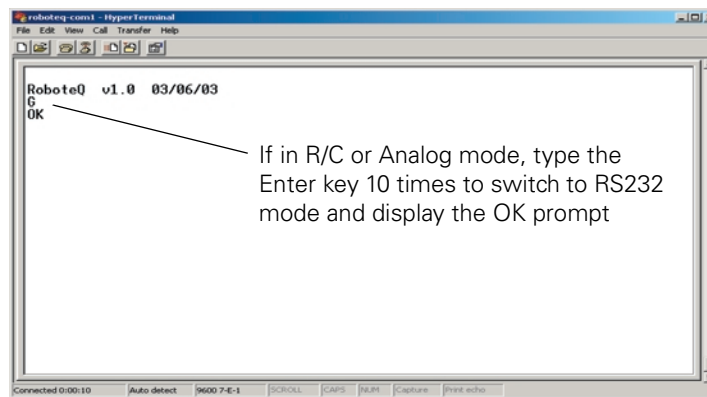 roboteq-com1 - HyperTerminal
File Edit View Call Transfer Help
RoboteQ v1.0 03/06/03
G
OK
If in R/C or Analog mode, type the
Enter key 10 times to switch to RS232
mode and display the OK prompt
Connected 0:00:10 Auto detect 9600 7-E-1 SCROLL CAPS NUM Capture Print echo